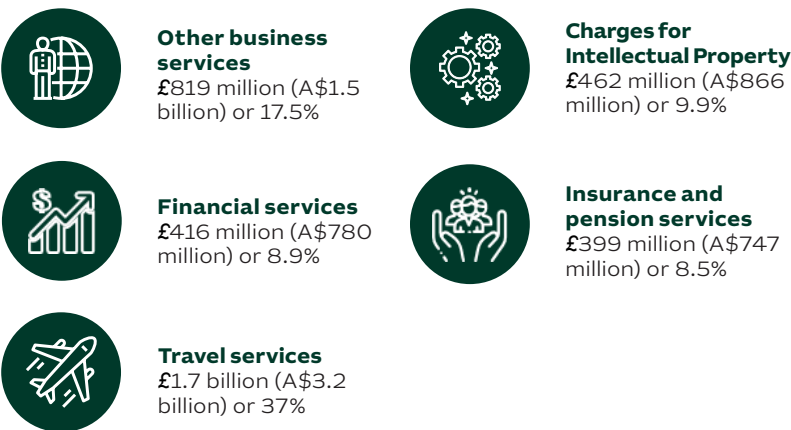 Other business
services
£819 million (A$1.5
billion) or 17.5%
Charges for
Intellectual Property
£462 million (A$866
million) or 9.9%
$
Financial services
£416 million (A$780
million) or 8.9%
Insurance and
pension services
£399 million (A$747
million) or 8.5%
Travel services
£1.7 billion (A$3.2
billion) or 37%